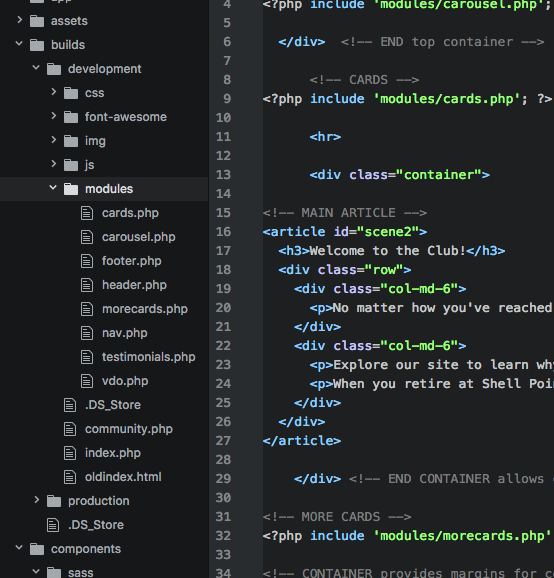 assets
builds
development
css
font-awesome
img
js
modules
cards.php
carousel.php
footer.php
header.php
morecards.php
nav.php
testimonials.php
vdo.php
.DS_Store
community.php
index.php
oldindex.html
production
.DS_Store
components
sass
4 <?php include 'modules/carousel.php';
5
6 </div> <!-- END top container -->
7
8 <!-- CARDS -->
9 <?php include 'modules/cards.php'; ?>
10
11 <hr>
12
13 <div class="container">
14
15 <!-- MAIN ARTICLE -->
16 <article id="scene2">
17 <h3>Welcome to the Club!</h3>
18 <div class="row">
19 <div class="col-md-6">
20 <p>No matter how you've reached
21 </div>
22 <div class="col-md-6">
23 <p>Explore our site to learn why
24 <p>When you retire at Shell Poin
25 </div>
26 </div>
27 </article>
28
29 </div> <!-- END CONTAINER allows
30
31 <!-- MORE CARDS -->
32 <?php include 'modules/morecards.php'
33
34 <!-- CONTAINER provides margins for